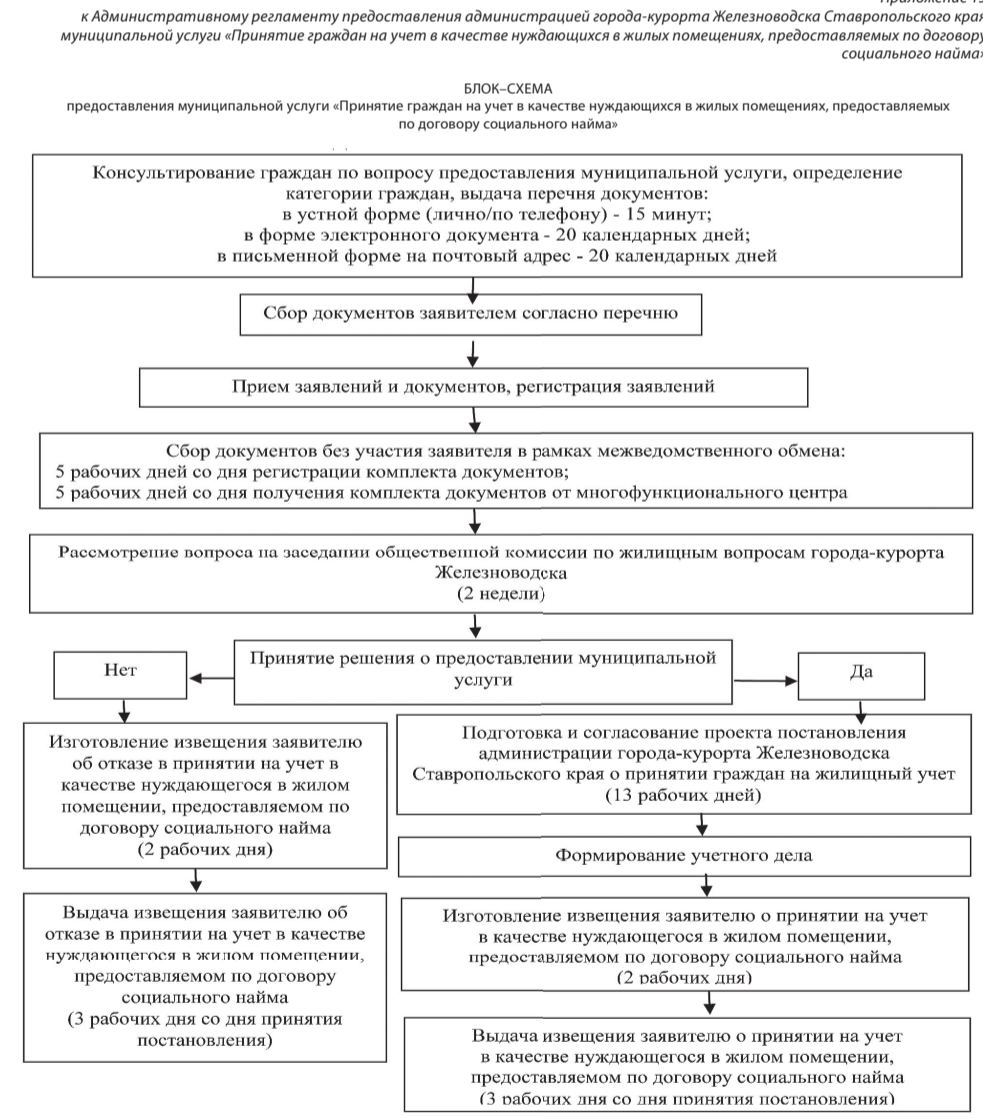 Приложение 13
к Административному регламенту предоставления администрацией города-курорта Железноводска Ставропольского края
муниципальной услуги «Принятие граждан на учет в качестве нуждающихся в жилых помещениях, предоставляемых по договору
социального найма»
БЛОК–СХЕМА
предоставления муниципальной услуги «Принятие граждан на учет в качестве нуждающихся в жилых помещениях, предоставляемых
по договору социального найма»
Консультирование граждан по вопросу предоставления муниципальной услуги, определение
категории граждан, выдача перечня документов:
в устной форме (лично/по телефону) - 15 минут;
в форме электронного документа - 20 календарных дней;
в письменной форме на почтовый адрес - 20 календарных дней
Сбор документов заявителем согласно перечню
Прием заявлений и документов, регистрация заявлений
Сбор документов без участия заявителя в рамках межведомственного обмена:
5 рабочих дней со дня регистрации комплекта документов;
5 рабочих дней со дня получения комплекта документов от многофункционального центра
Рассмотрение вопроса на заседании общественной комиссии по жилищным вопросам города-курорта
Железноводска
(2 недели)
Принятие решения о предоставлении муниципальной
услуги
Нет
Да
Изготовление извещения заявителю
об отказе в принятии на учет в
качестве нуждающегося в жилом
помещении, предоставляемом по
договору социального найма
(2 рабочих дня)
Выдача извещения заявителю об
отказе в принятии на учет в качестве
нуждающегося в жилом помещении,
предоставляемом по договору
социального найма
(3 рабочих дня со дня принятия
постановления)
Подготовка и согласование проекта постановления
администрации города-курорта Железноводска
Ставропольского края о принятии граждан на жилищный учет
(13 рабочих дней)
Формирование учетного дела
Изготовление извещения заявителю о принятии на учет
в качестве нуждающегося в жилом помещении,
предоставляемом по договору социального найма
(2 рабочих дня)
Выдача извещения заявителю о принятии на учет
в качестве нуждающегося в жилом помещении,
предоставляемом по договору социального найма
(3 рабочих дня со дня принятия постановления)